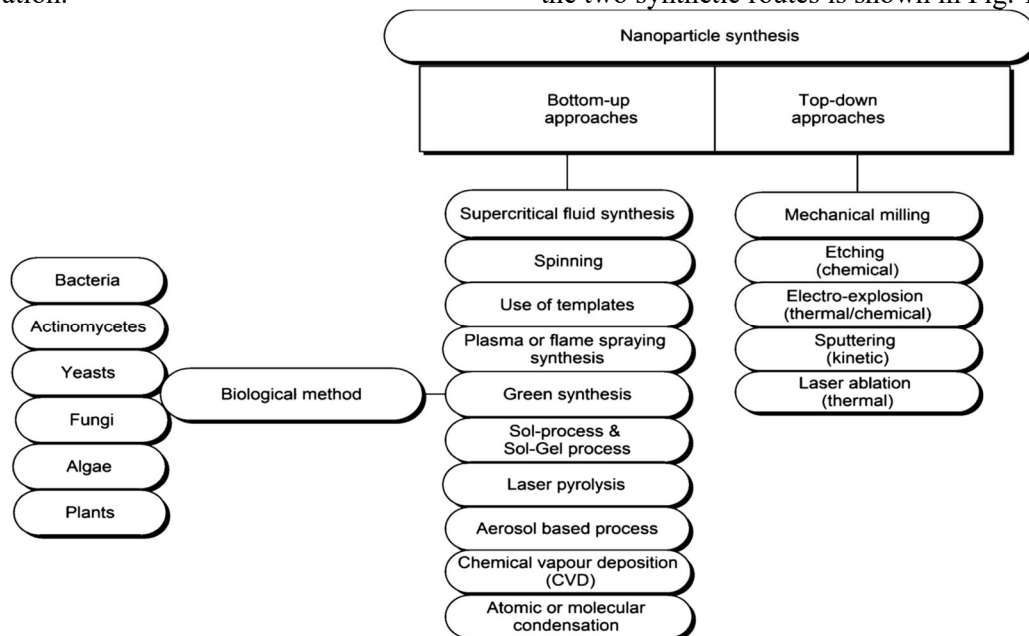 ation.
the two synthetic routes is shown in Fig. 1
Nanoparticle synthesis
Bottom-up
approaches
Top-down
approaches
Supercritical fluid synthesis
Spinning
Use of templates
Plasma or flame spraying
synthesis
Green synthesis
Sol-process &
Sol-Gel process
Laser pyrolysis
Aerosol based process
Chemical vapour deposition
(CVD)
Atomic or molecular
condensation
Mechanical milling
Etching
(chemical)
Electro-explosion
(thermal/chemical)
Sputtering
(kinetic)
Laser ablation
(thermal)
Biological method
Bacteria
Actinomycetes
Yeasts
Fungi
Algae
Plants